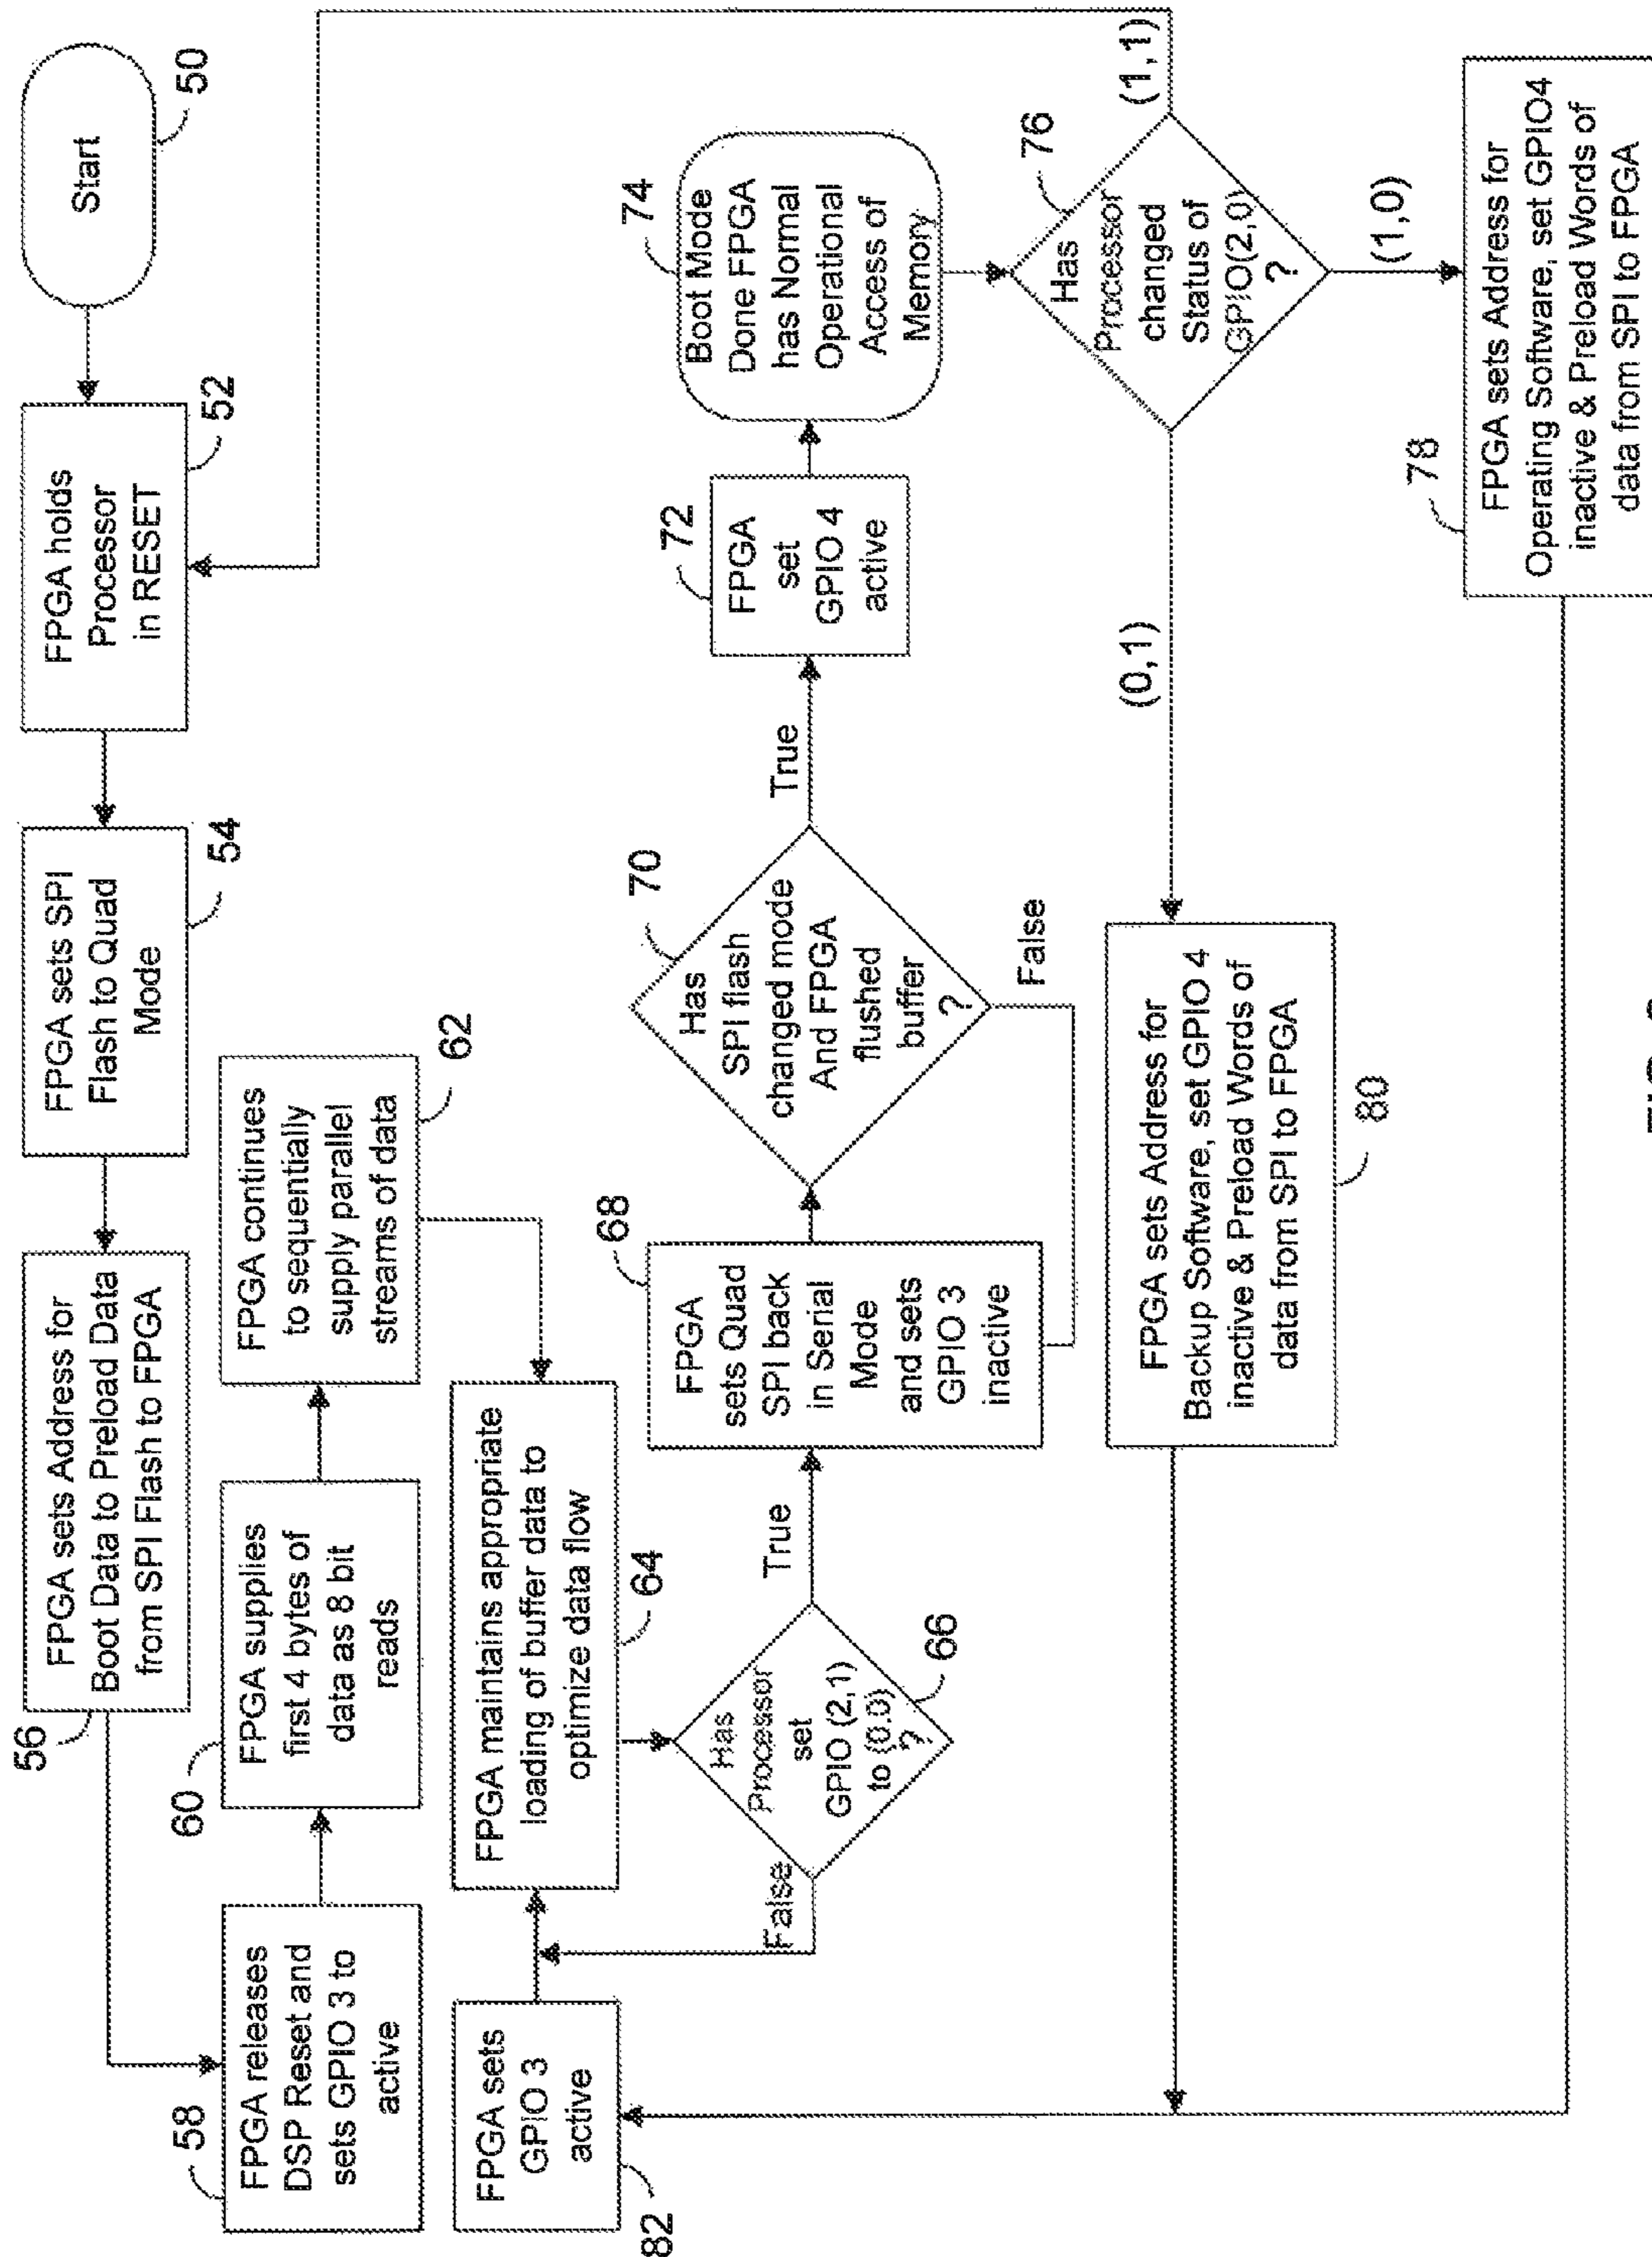 Start
50
FPGA holds
Processor
in RESET
52
FPGA sets SPI
Flash to Quad
Mode
54
FPGA sets Address for
Boot Data to Preload Data
from SPI Flash to FPGA
56
58
FPGA releases
DSP Reset and
sets GPIO 3 to
active
60
FPGA supplies
first 4 bytes of
data as 8 bit
reads
FPGA continues
to sequentially
supply parallel
streams of data
62
FPGA maintains appropriate
loading of buffer data to
optimize data flow
64
Has
Processor
set
GPIO (2,1)
to (0.0)
?
66
False
True
68
FPGA
sets Quad
SPI back
in Serial
Mode
and sets
GPIO 3
inactive
70
Has
SPI flash
changed mode
And FPGA
flushed
buffer
?
False
True
72
FPGA
set
GPIO 4
active
74
Boot Mode
Done FPGA
has Normal
Operational
Access of
Memory
76
Has
Processor
changed
Status of
GPIO(2,0)
?
(1,1)
(0,1)
(1,0)
78
FPGA sets Address for
Operating Software, set GPIO4
inactive & Preload Words of
data from SPI to FPGA
FPGA sets Address for
Backup Software, set GPIO 4
inactive & Preload Words of
data from SPI to FPGA
80
FPGA sets
GPIO 3
active
82